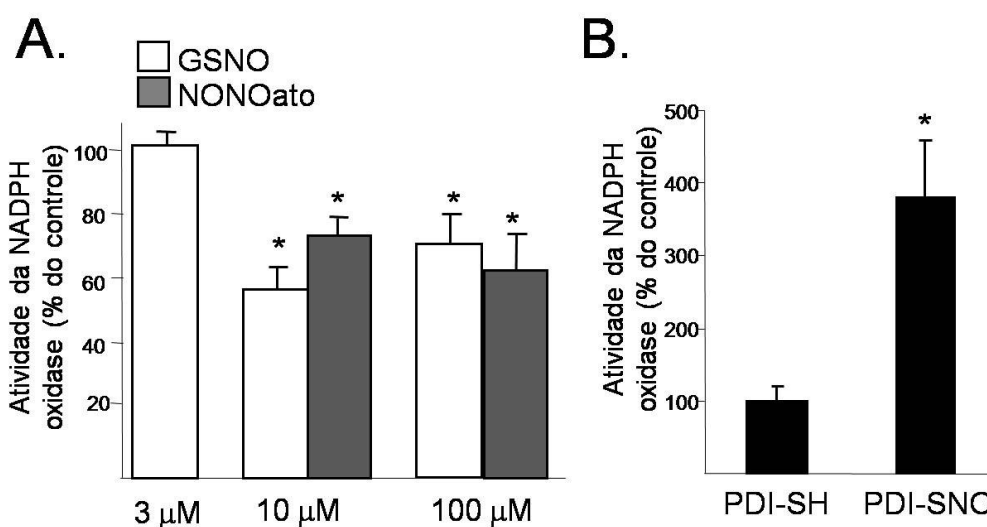 A.
GSNO
NONOato
Atividade da NADPH
oxidase (% do controle)
100
80
60
40
20
*
*
*
*
3 µM
10 µM
100 µM
B.
Atividade da NADPH
oxidase (% do controle)
500
400
300
200
100
*
PDI-SH
PDI-SNO